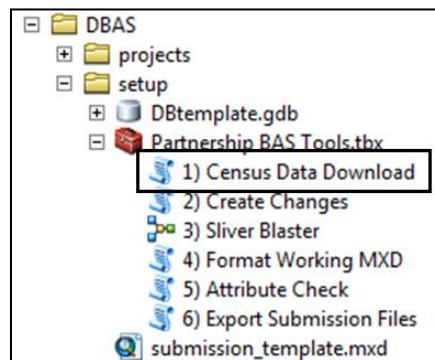 DBAS
projects
setup
DBtemplate.gdb
Partnership BAS Tools.tbx
1) Census Data Download
2) Create Changes
3) Sliver Blaster
4) Format Working MXD
5) Attribute Check
6) Export Submission Files
submission_template.mxd